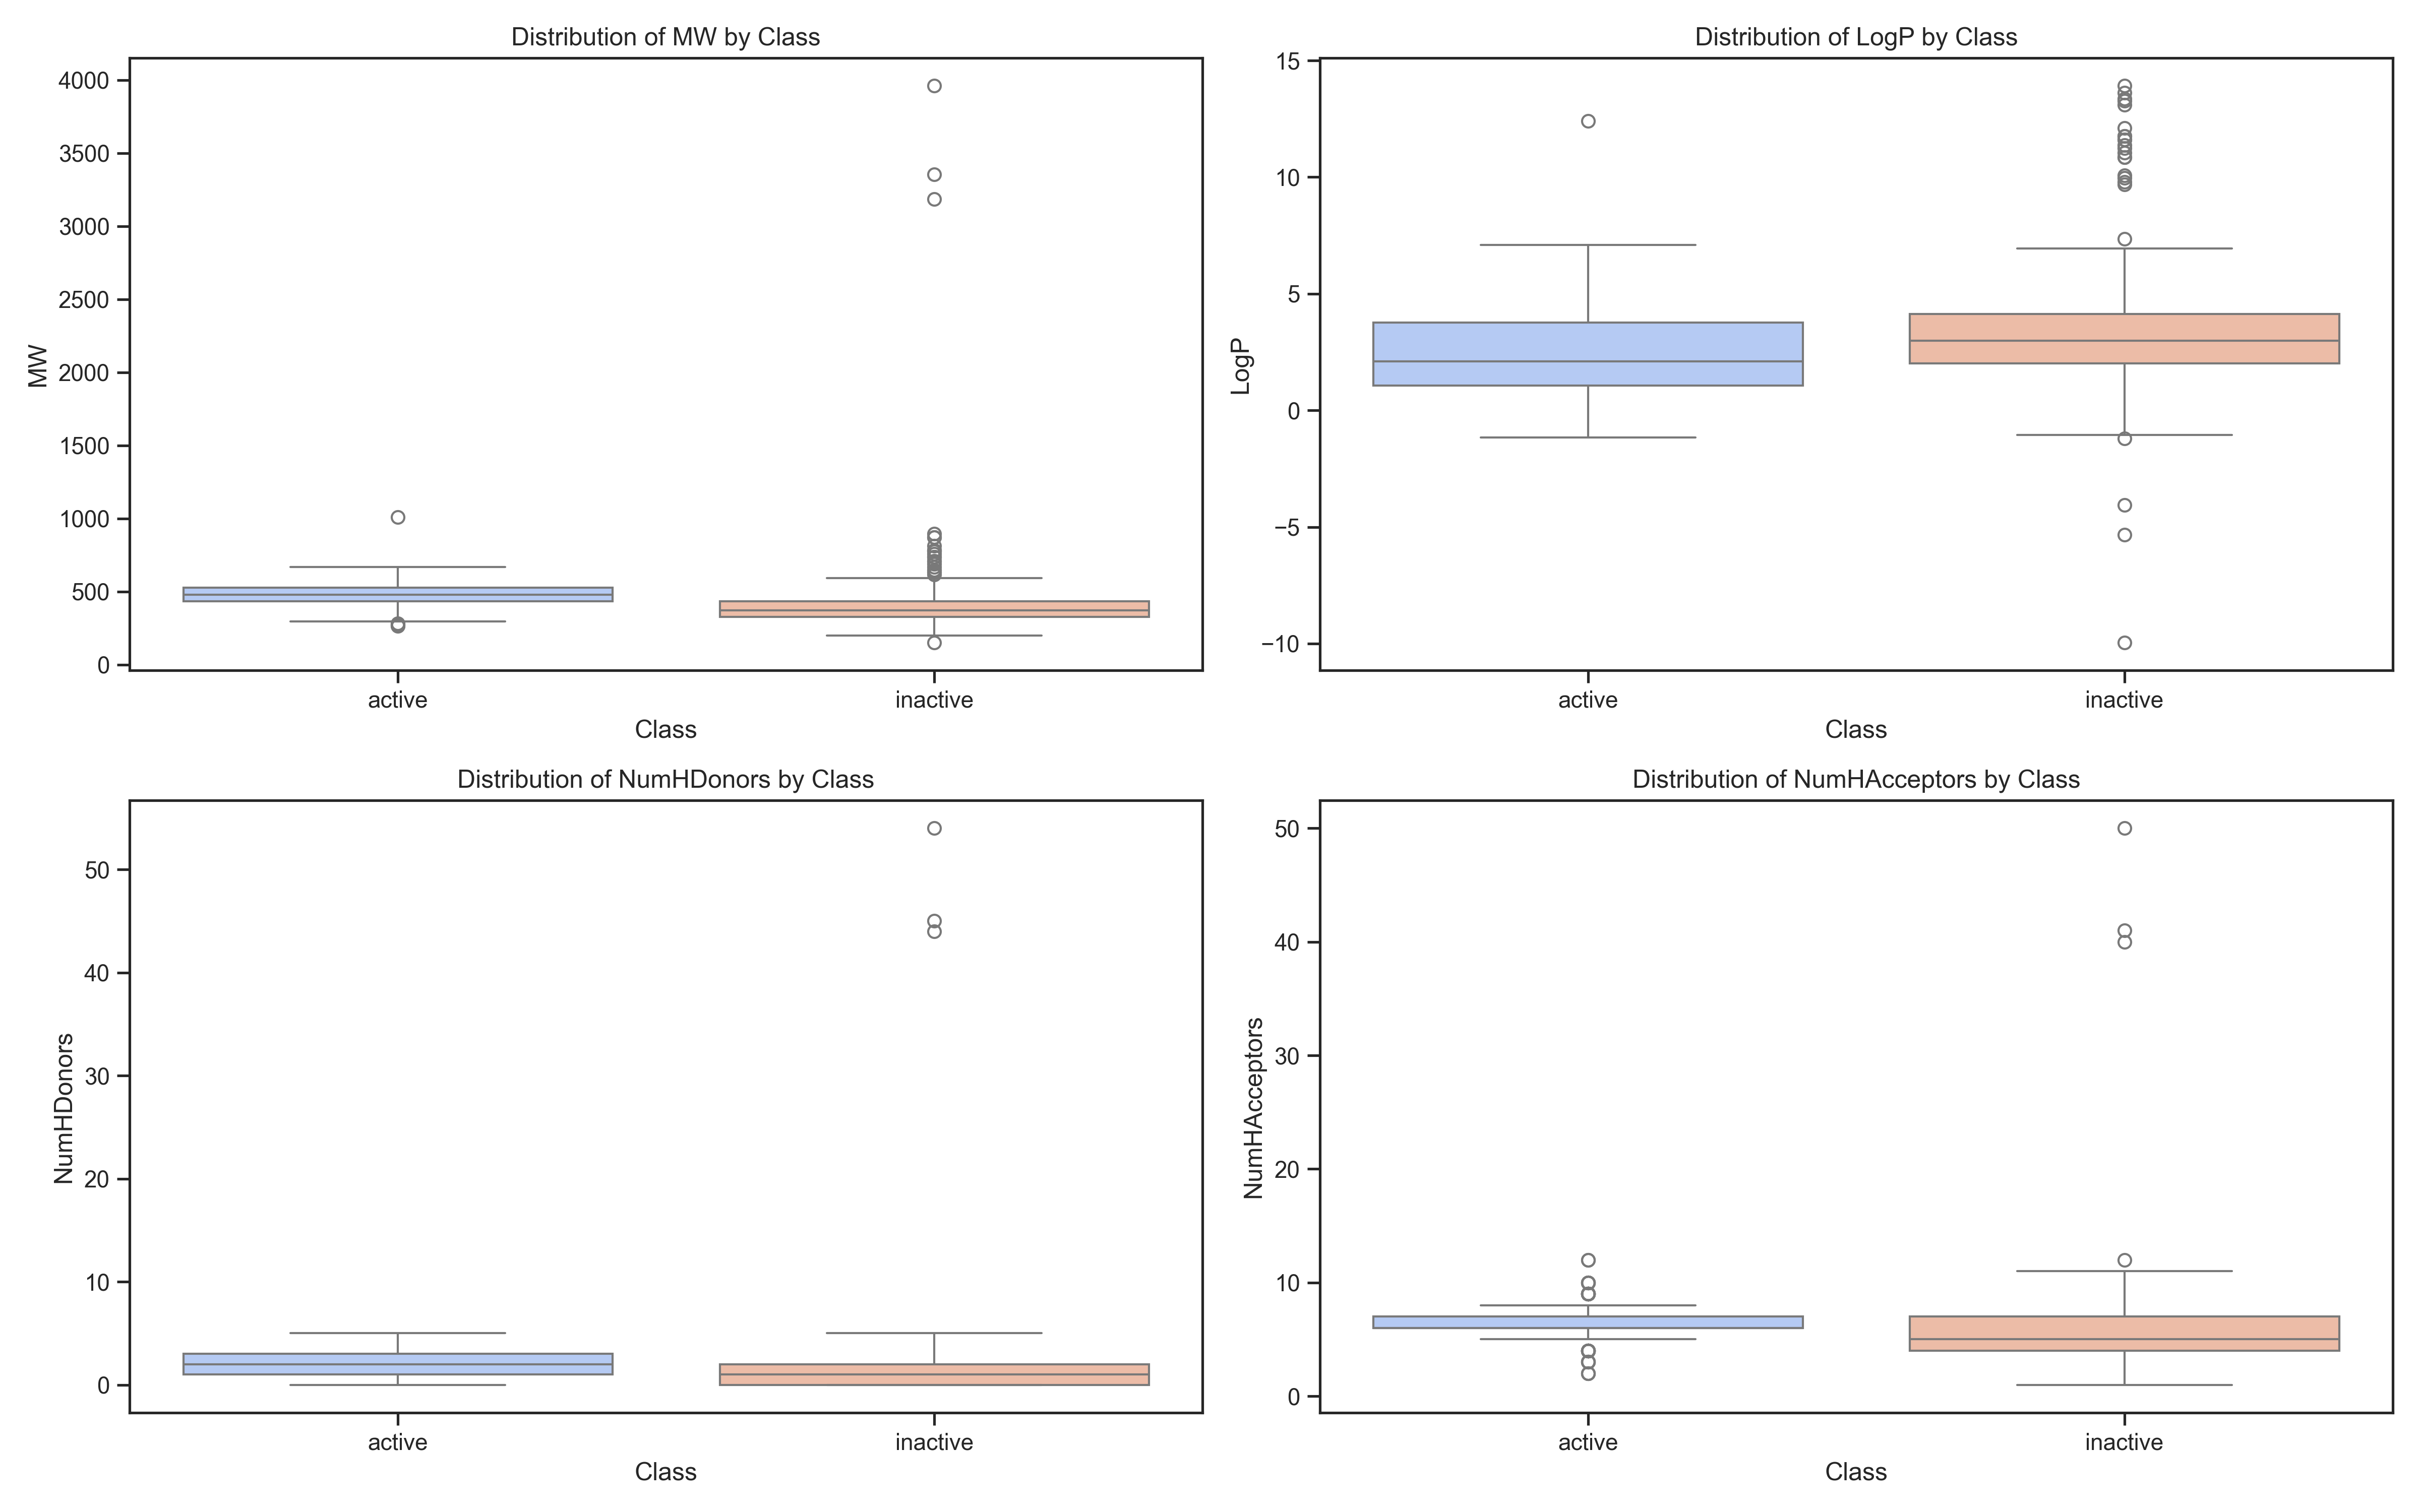 Distribution of MW by Class
4000
3500
3000
2500
2000
1500
1000
500
0
MW
active
inactive
Class
Distribution of LogP by Class
15
10
5
0
−5
−10
LogP
active
inactive
Class
Distribution of NumHDonors by Class
50
40
30
20
10
0
NumHDonors
active
inactive
Class
Distribution of NumHAcceptors by Class
50
40
30
20
10
0
NumHAcceptors
active
inactive
Class